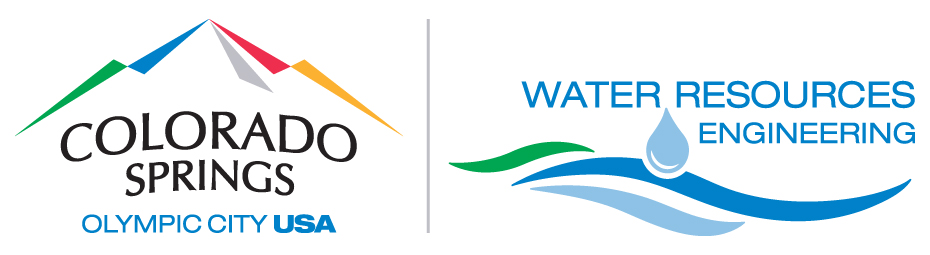 COLORADO
SPRINGS
OLYMPIC CITY USA
WATER RESOURCES
ENGINEERING